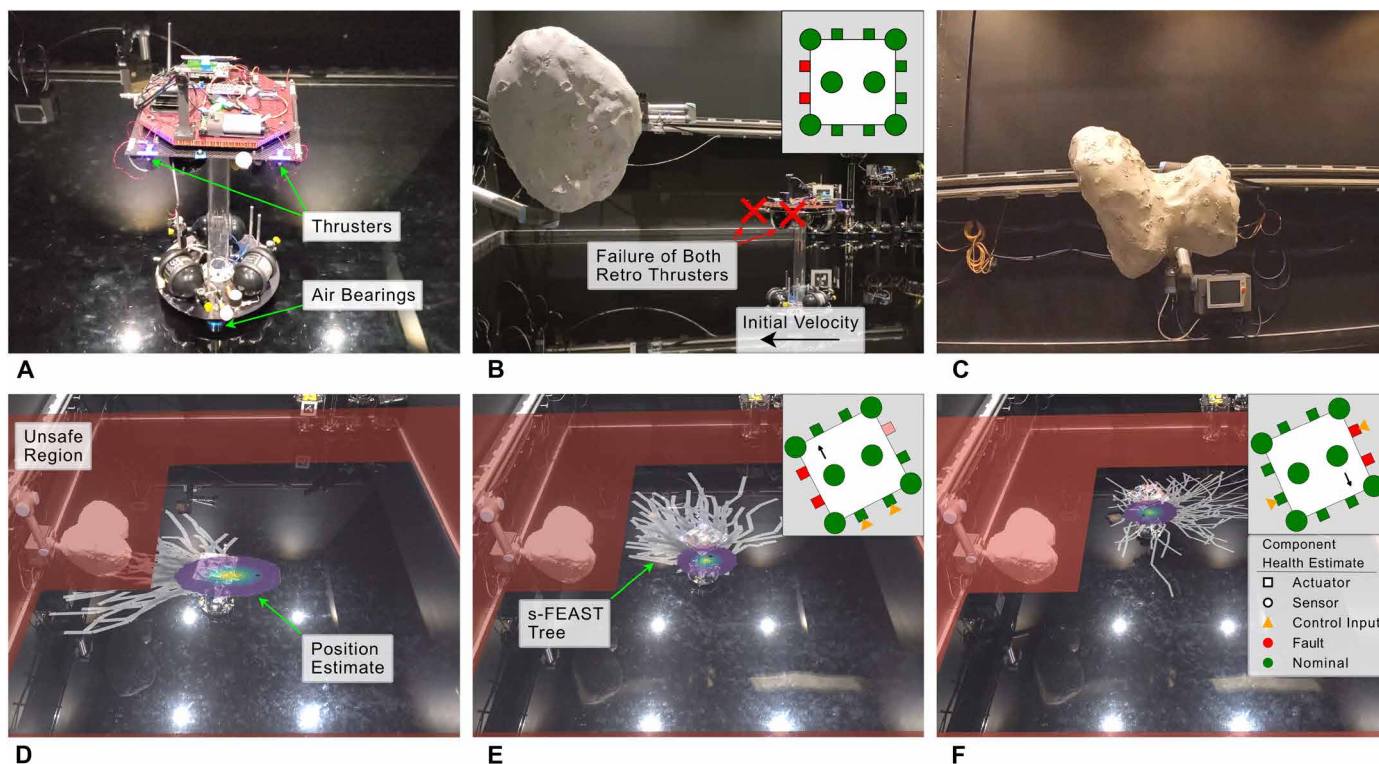 Thrusters
Air Bearings
A
Failure of Both
Retro Thrusters
Initial Velocity
B
C
Unsafe
Region
Position
Estimate
D
s-FEAST
Tree
E
Component
Health Estimate
Actuator
Sensor
Control Input
Fault
Nominal
F